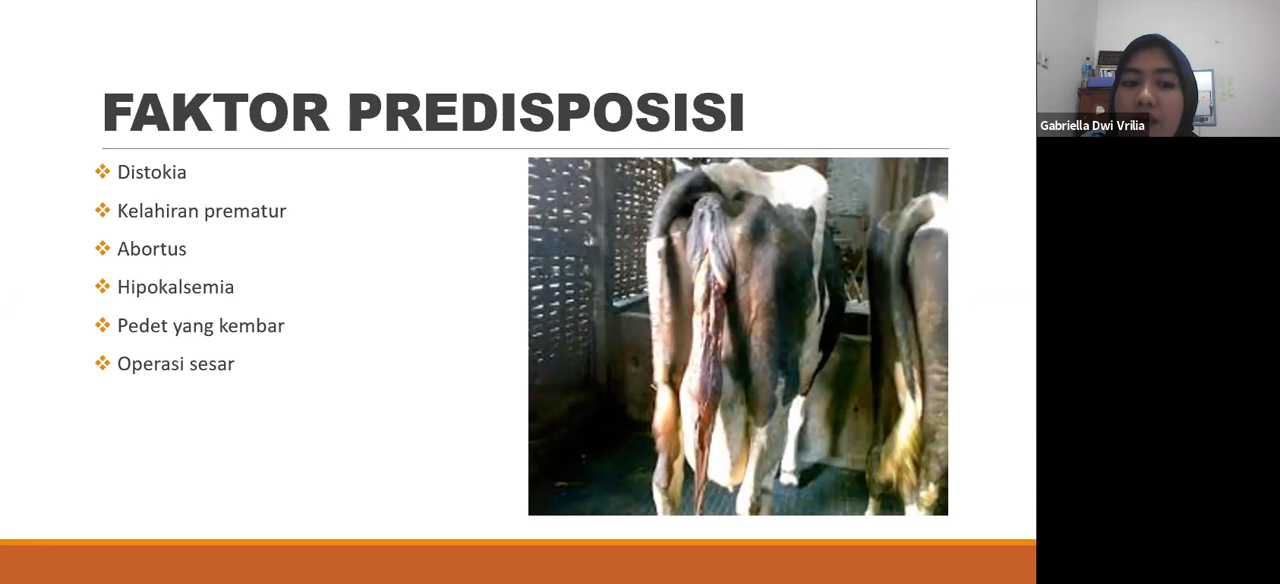 FAKTOR PREDISPOSISI
Distokia
Kelahiran prematur
Abortus
Hipokalsemia
Pedet yang kembar
Operasi sesar
Gabriella Dwi Vrilia